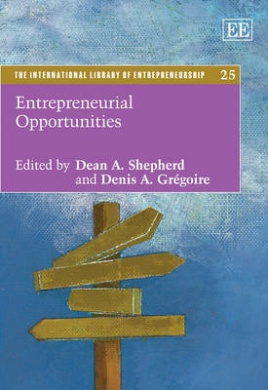 EE
THE INTERNATIONAL LIBRARY OF ENTREPRENEURSHIP 25
Entrepreneurial
Opportunities
Edited by Dean A. Shepherd
and Denis A. Grégoire